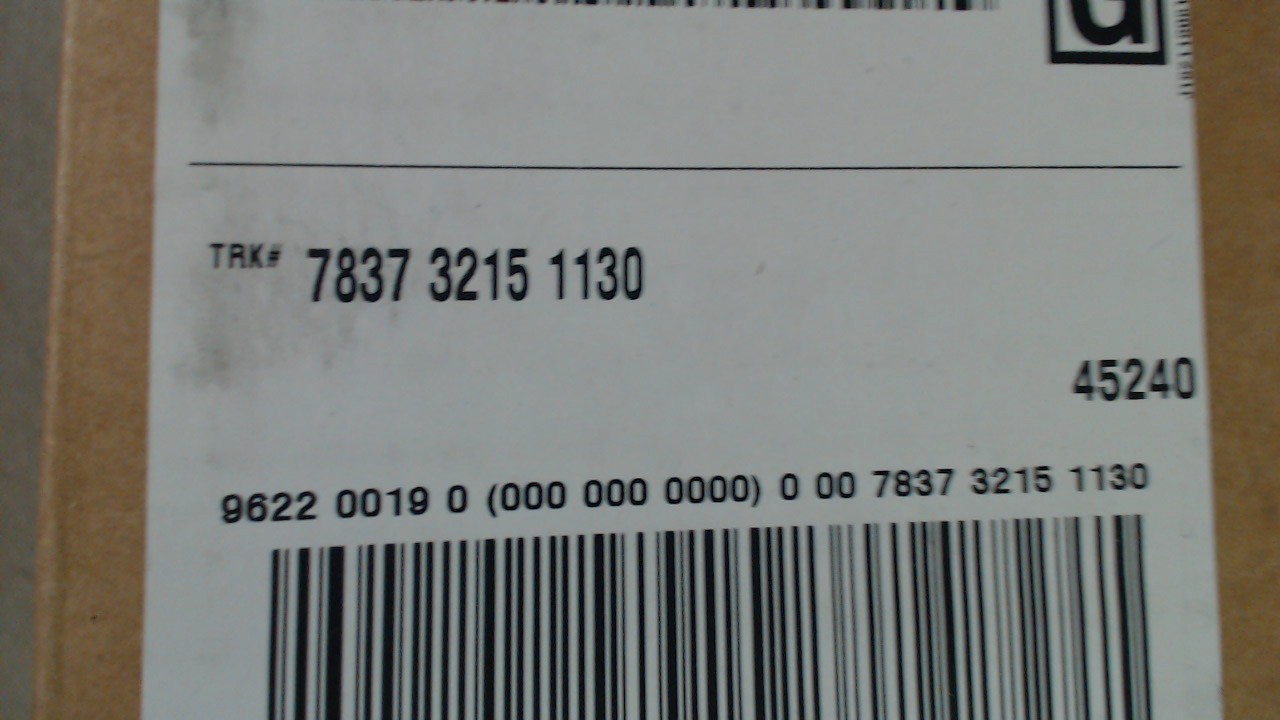 G
TRK# 7837 3215 1130
45240
9622 0019 0 (000 000 0000) 0 00 7837 3215 1130